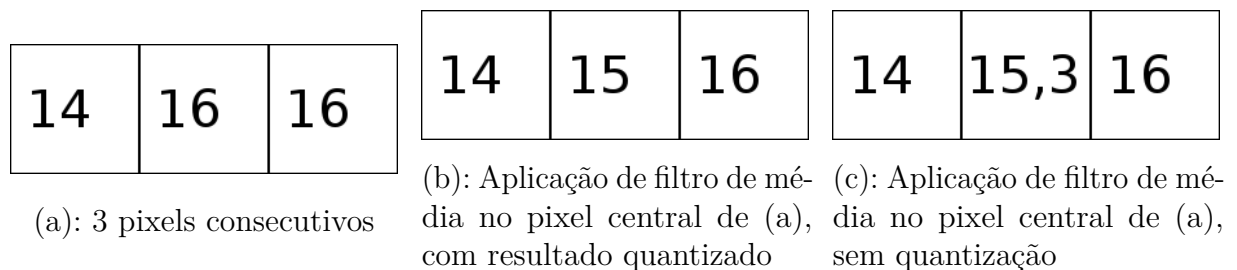 14 16 16
(a): 3 pixels consecutivos
14 15 16
(b): Aplicação de filtro de mé-
dia no pixel central de (a),
com resultado quantizado
14 15,3 16
(c): Aplicação de filtro de mé-
dia no pixel central de (a),
sem quantização